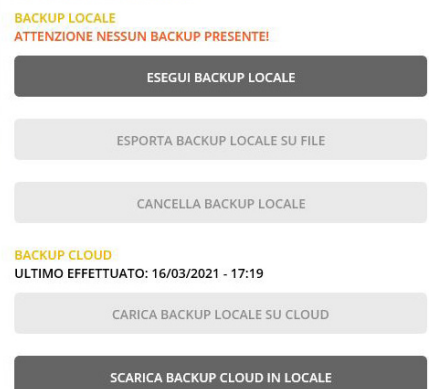 BACKUP LOCALE
ATTENZIONE NESSUN BACKUP PRESENTE!
ESEGUI BACKUP LOCALE
ESPORTA BACKUP LOCALE SU FILE
CANCELLA BACKUP LOCALE
BACKUP CLOUD
ULTIMO EFFETTUATO: 16/03/2021 - 17:19
CARICA BACKUP LOCALE SU CLOUD
SCARICA BACKUP CLOUD IN LOCALE